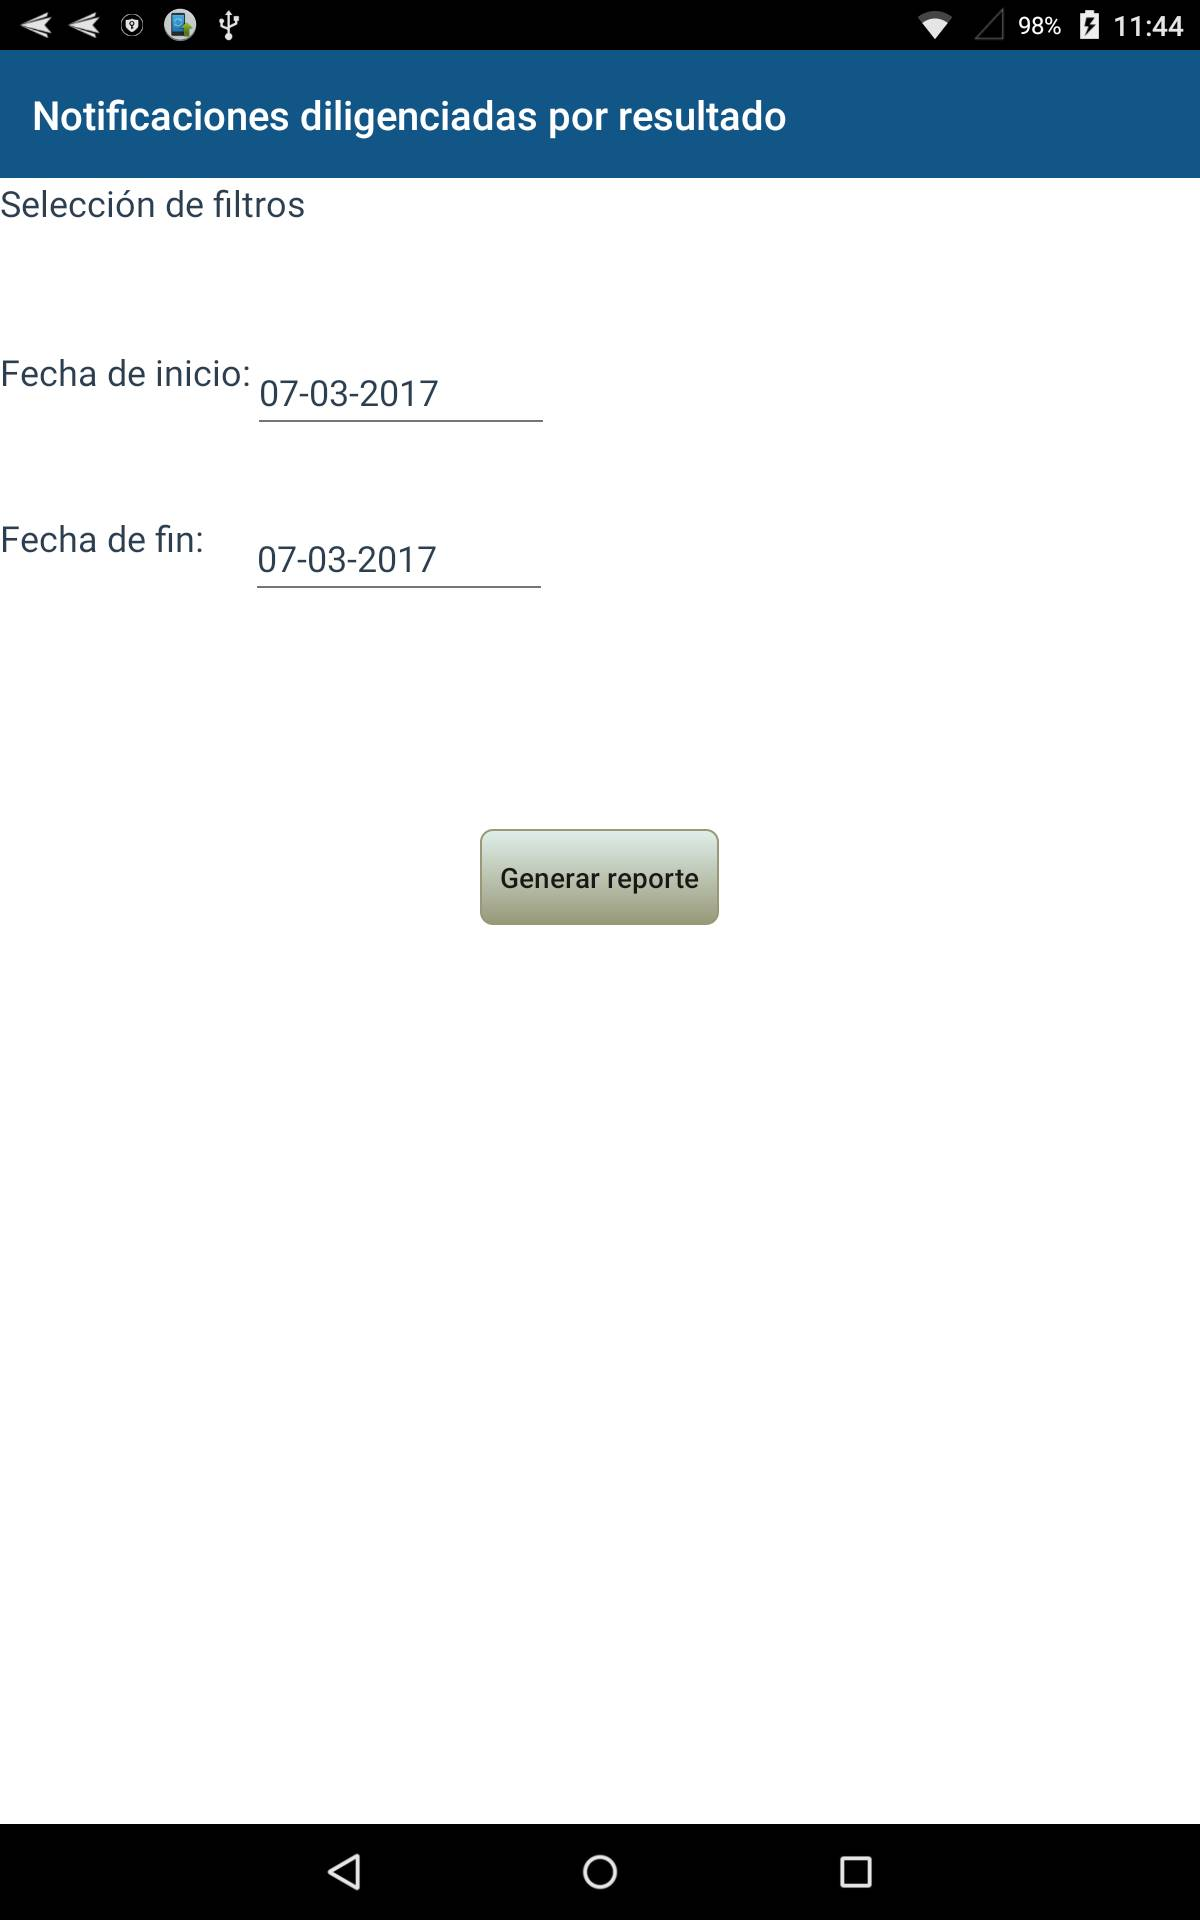 98% 11:44
Notificaciones diligenciadas por resultado
Selección de filtros
Fecha de inicio: 07-03-2017
Fecha de fin: 07-03-2017
Generar reporte